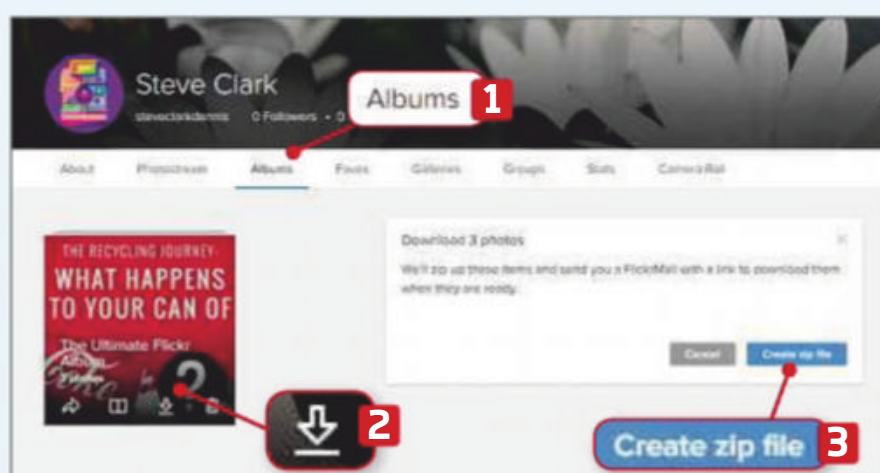 Steve Clark
steveclarkdennis 0 Followers • 0
Albums 1
About Photostream Albums Faves Galleries Groups Stats Camera Roll
THE RECYCLING JOURNEY-
WHAT HAPPENS
TO YOUR CAN OF
The Ultimate Flickr
Album
?
Download 3 photos
We'll zip up these items and send you a FlickrMail with a link to download them
when they are ready.
Cancel Create zip file
2
Create zip file 3